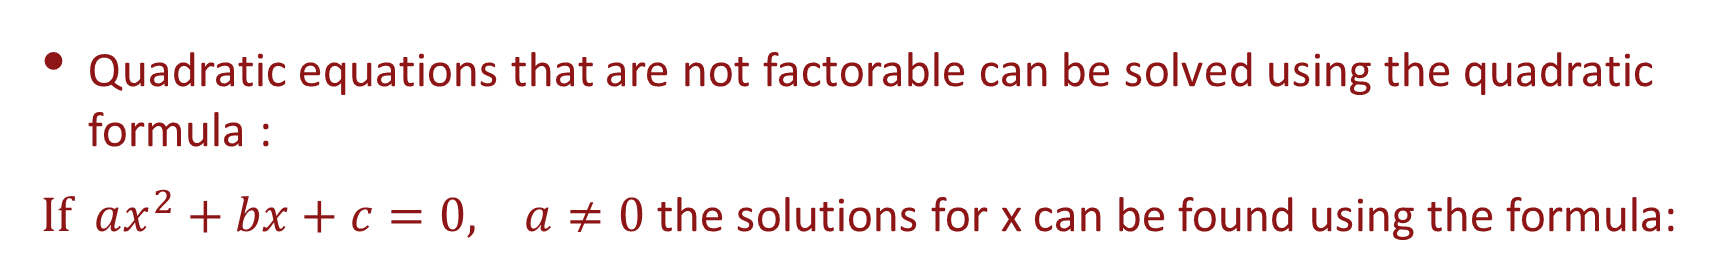 • Quadratic equations that are not factorable can be solved using the quadratic
formula :
If ax² + bx + c = 0, a ≠ 0 the solutions for x can be found using the formula: